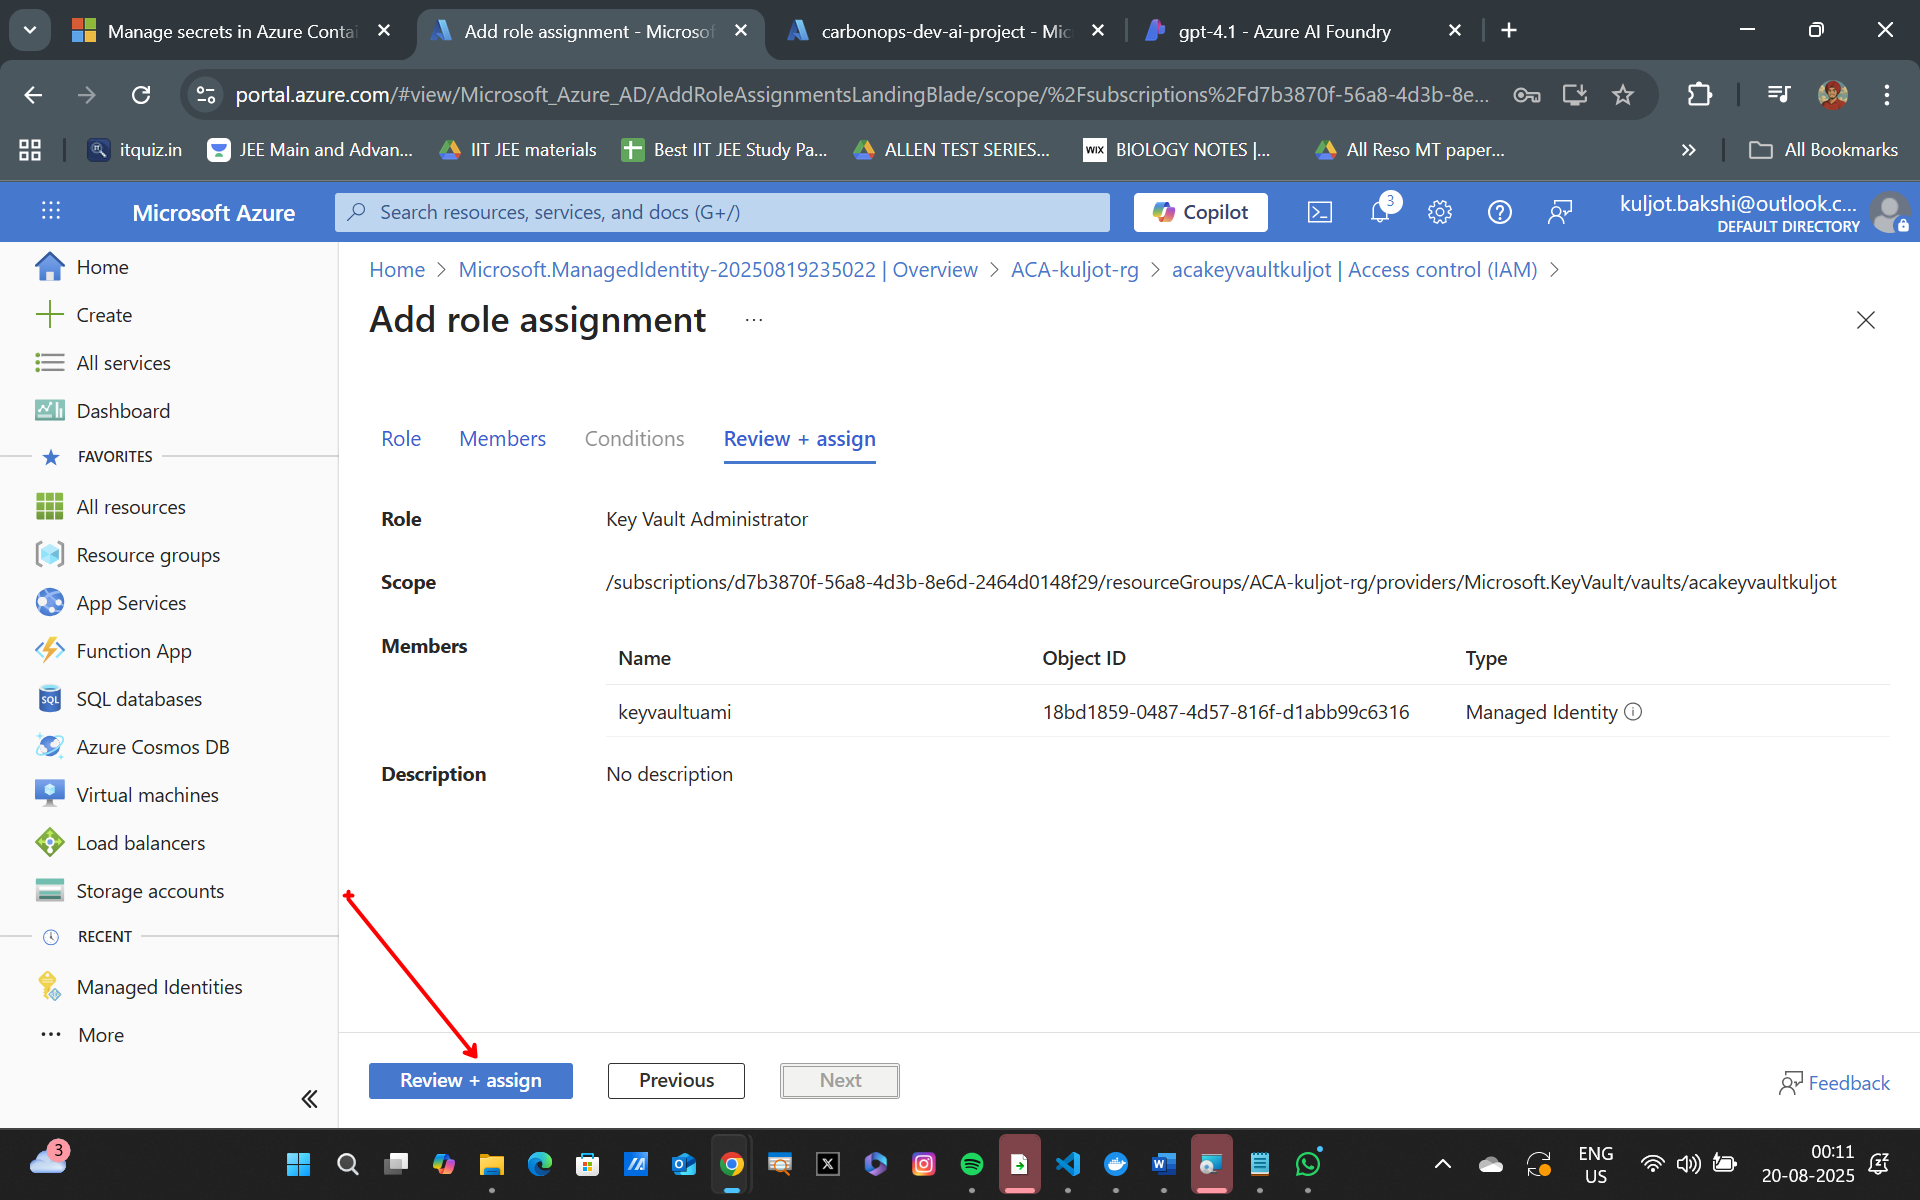 Manage secrets in Azure Contai
Add role assignment - Microsof
carbonops-dev-ai-project - Mic
gpt-4.1 - Azure AI Foundry
portal.azure.com/#view/Microsoft_Azure_AD/AddRoleAssignmentsLandingBlade/scope/%2Fsubscriptions%2Fd7b3870f-56a8-4d3b-8e...
itquiz.in
JEE Main and Advan...
IIT JEE materials
Best IIT JEE Study Pa...
ALLEN TEST SERIES...
WIX
BIOLOGY NOTES |...
All Reso MT paper...
All Bookmarks
Microsoft Azure
Search resources, services, and docs (G+/)
Copilot
3
kuljot.bakshi@outlook.c...
DEFAULT DIRECTORY
Home
Create
All services
Dashboard
FAVORITES
All resources
Resource groups
App Services
Function App
SQL
SQL databases
Azure Cosmos DB
Virtual machines
Load balancers
Storage accounts
RECENT
Managed Identities
More
Home > Microsoft.ManagedIdentity-20250819235022 | Overview > ACA-kuljot-rg > acakeyvaultkuljot | Access control (IAM) >
Add role assignment ...
Role Members Conditions Review + assign
Role Key Vault Administrator
Scope /subscriptions/d7b3870f-56a8-4d3b-8e6d-2464d0148f29/resourceGroups/ACA-kuljot-rg/providers/Microsoft.KeyVault/vaults/acakeyvaultkuljot
Members
Name Object ID Type
keyvaultuami 18bd1859-0487-4d57-816f-d1abb99c6316 Managed Identity
Description No description
Review + assign Previous Next
Feedback
3
ENG
US
00:11
20-08-2025